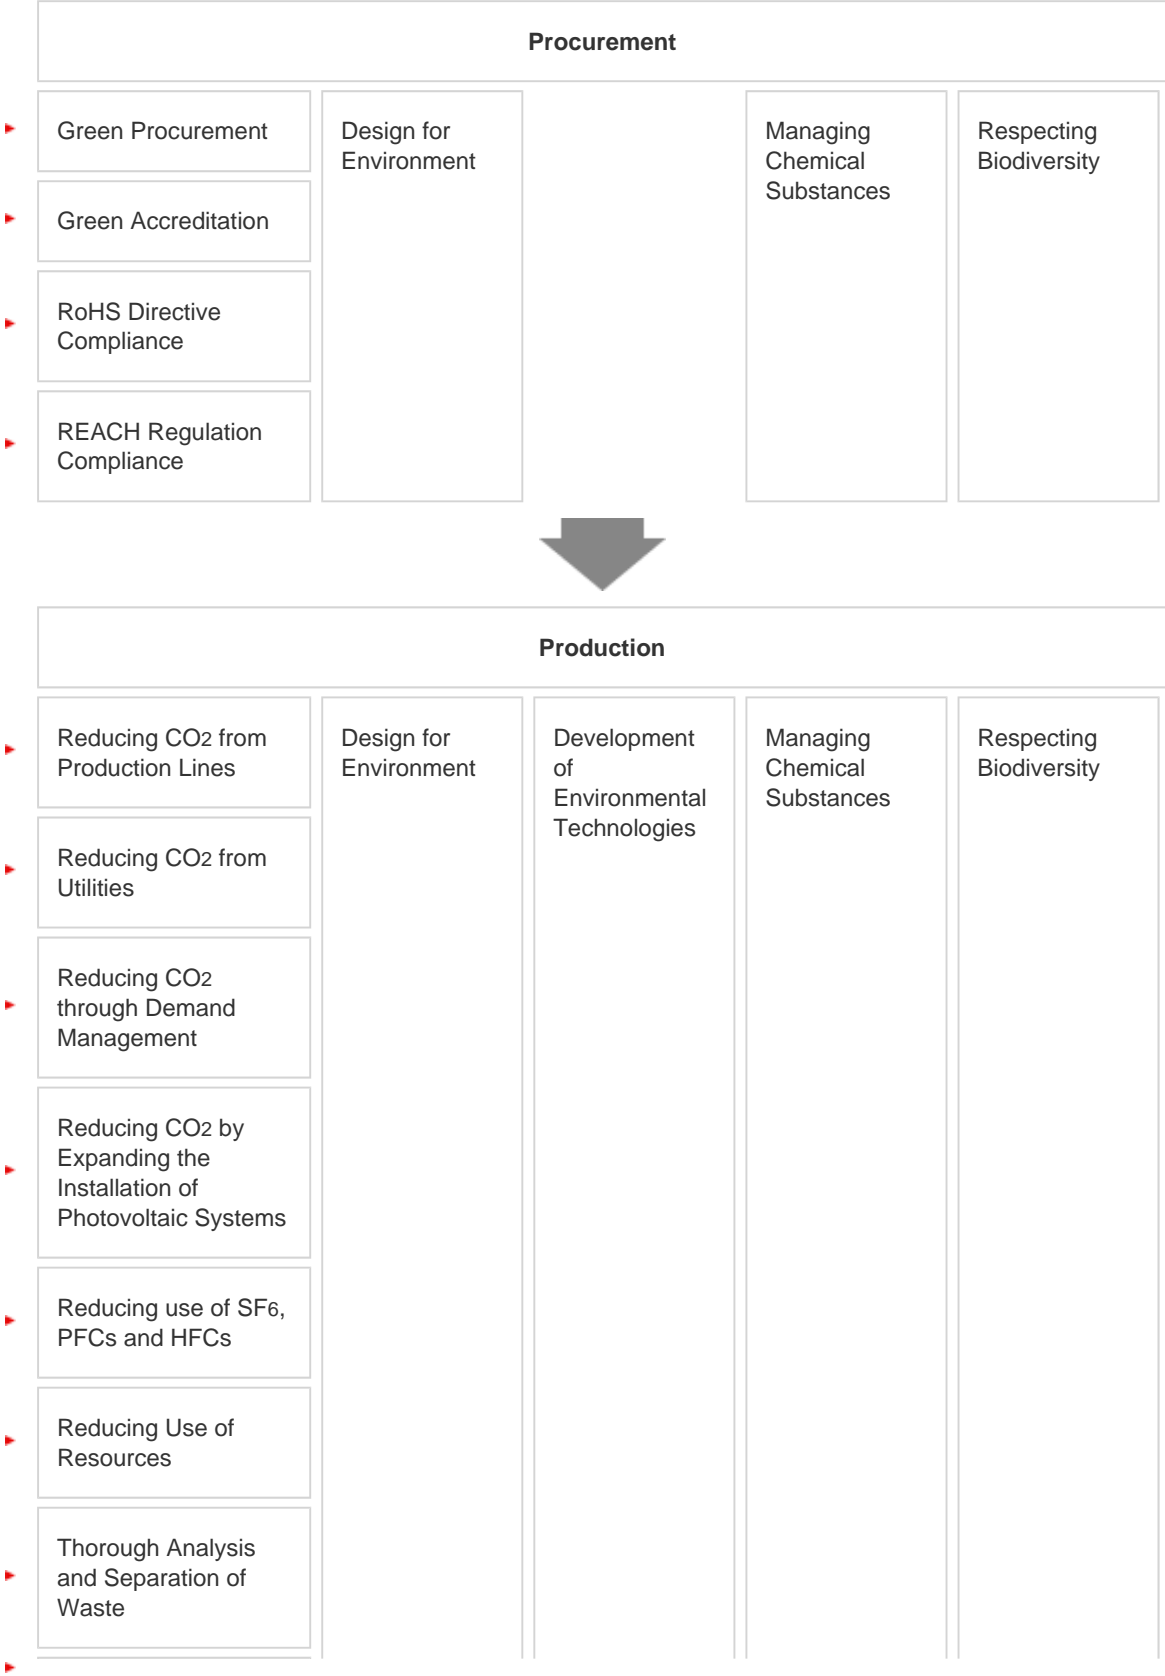 Procurement
Green Procurement
Green Accreditation
RoHS Directive
Compliance
REACH Regulation
Compliance
Design for
Environment
Managing
Chemical
Substances
Respecting
Biodiversity
Production
Reducing CO2 from
Production Lines
Reducing CO2 from
Utilities
Reducing CO2
through Demand
Management
Reducing CO2 by
Expanding the
Installation of
Photovoltaic Systems
Reducing use of SF6,
PFCs and HFCs
Reducing Use of
Resources
Thorough Analysis
and Separation of
Waste
Design for
Environment
Development
of
Environmental
Technologies
Managing
Chemical
Substances
Respecting
Biodiversity